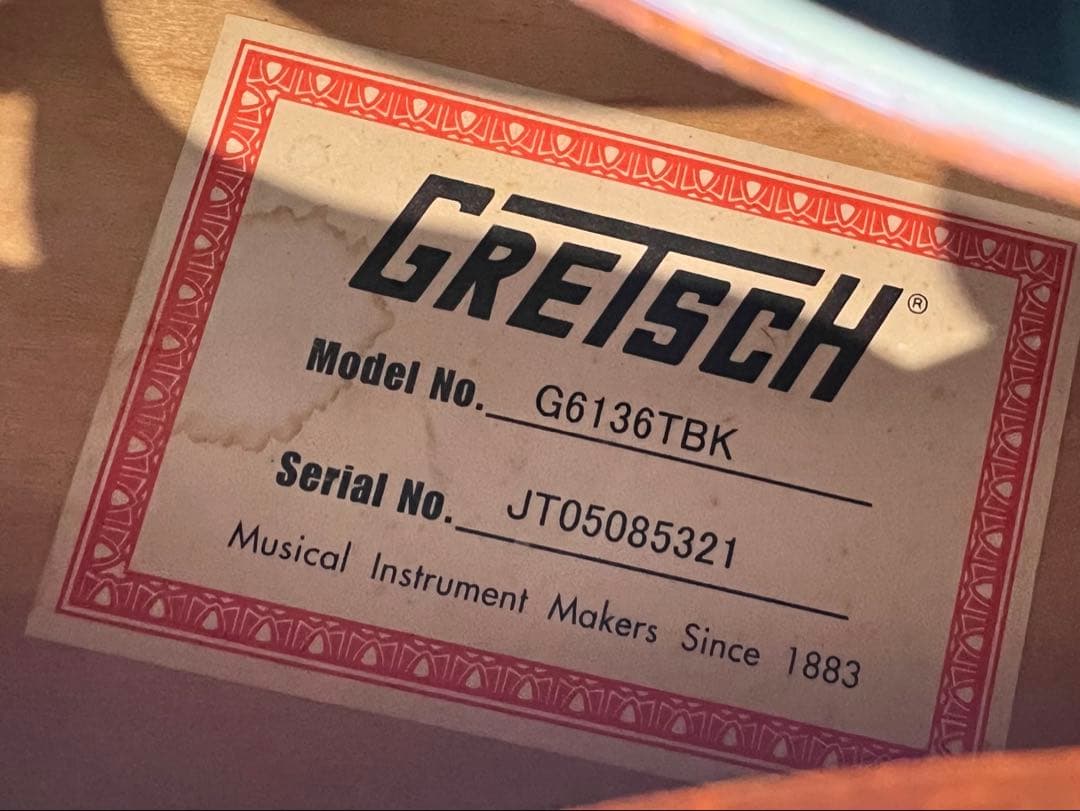 GRETSCH®
Model No. G6136TBK
Serial No. JT05085321
Musical Instrument Makers Since 1883